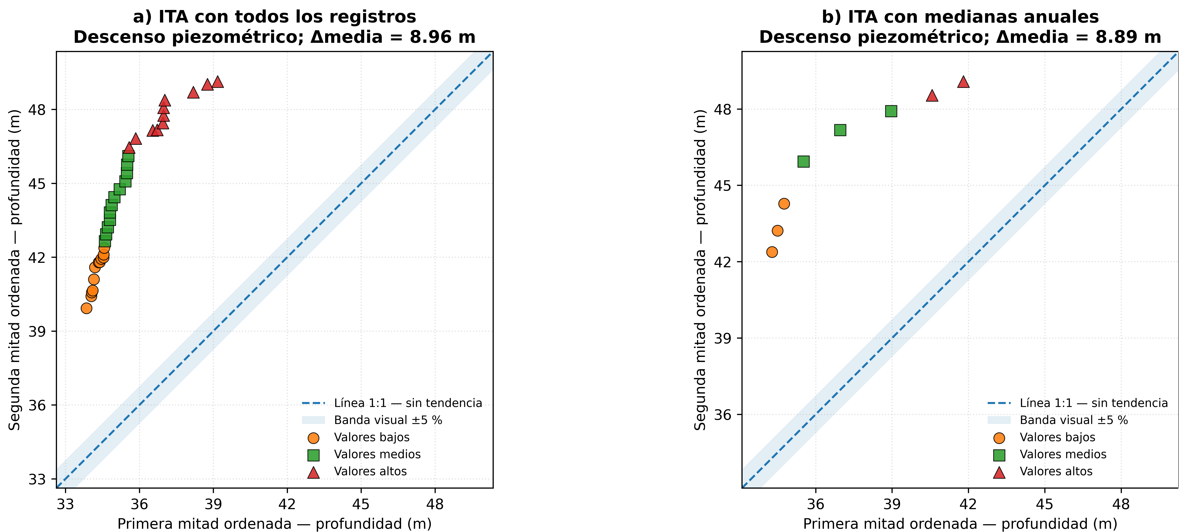 a) ITA con todos los registros
Descenso piezométrico; Δmedia = 8.96 m
Segunda mitad ordenada — profundidad (m)
48
45
42
39
36
33
33
36
39
42
45
48
Primera mitad ordenada — profundidad (m)
Línea 1:1 — sin tendencia
Banda visual ±5 %
Valores bajos
Valores medios
Valores altos
b) ITA con medianas anuales
Descenso piezométrico; Δmedia = 8.89 m
Segunda mitad ordenada — profundidad (m)
48
45
42
39
36
36
39
42
45
48
Primera mitad ordenada — profundidad (m)
Línea 1:1 — sin tendencia
Banda visual ±5 %
Valores bajos
Valores medios
Valores altos